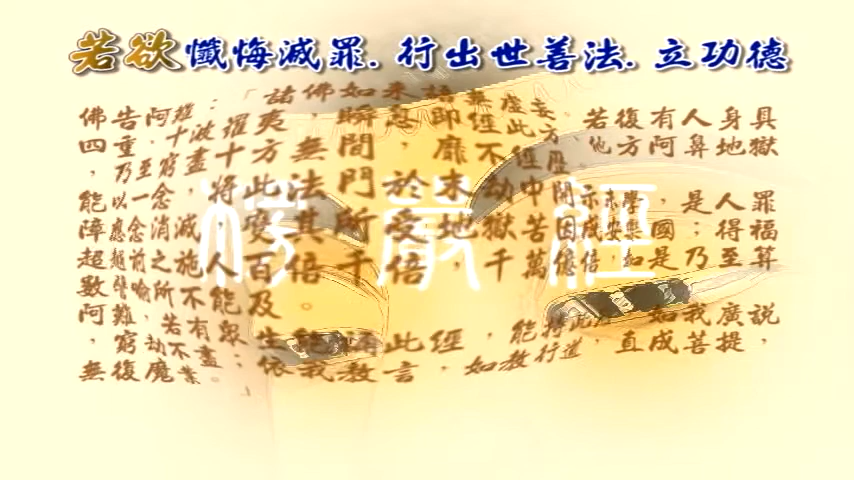 若欲懺悔滅罪.行出世善法.立功德
佛告阿難：「諸佛如來語無虛妄，若復有人身具
四重、十波羅夷，瞬息即經此方、他方阿鼻地獄
，乃至窮盡十方無間，靡不經歷。
能以一念，將此法門於末劫中開示未學，是人罪
障應念消滅，變其所受地獄苦因成安樂國；得福
超越前之施人百倍千倍，千萬億倍，如是乃至算
數譬喻所不能及。
阿難，若有眾生能誦此經，能持此，如我廣說
，窮劫不盡；依我教言，如教行道，直成菩提，
無復魔業。
楞嚴經